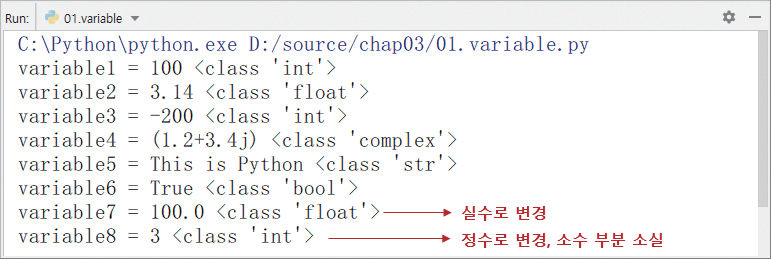 Run: 01.variable
C:\Python\python.exe D:/source/chap03/01.variable.py
variable1 = 100 <class 'int'>
variable2 = 3.14 <class 'float'>
variable3 = -200 <class 'int'>
variable4 = (1.2+3.4j) <class 'complex'>
variable5 = This is Python <class 'str'>
variable6 = True <class 'bool'>
variable7 = 100.0 <class 'float'> 실수로 변경
variable8 = 3 <class 'int'> 정수로 변경, 소수 부분 소실